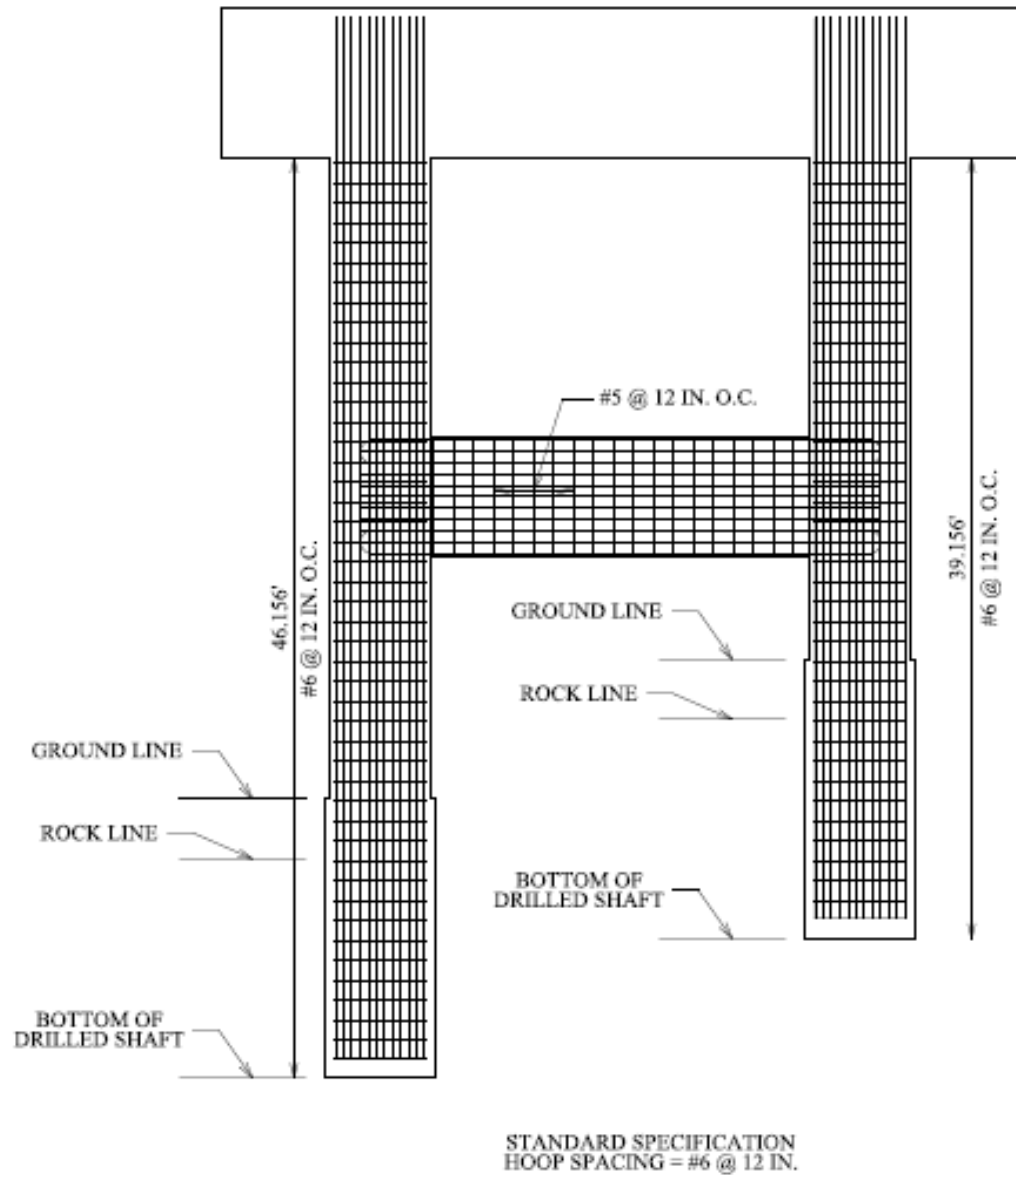 #5 @ 12 IN. O.C.
46.156'
#6 @ 12 IN. O.C.
39.156'
#6 @ 12 IN. O.C.
GROUND LINE
ROCK LINE
GROUND LINE
ROCK LINE
BOTTOM OF
DRILLED SHAFT
BOTTOM OF
DRILLED SHAFT
STANDARD SPECIFICATION
HOOP SPACING = #6 @ 12 IN.